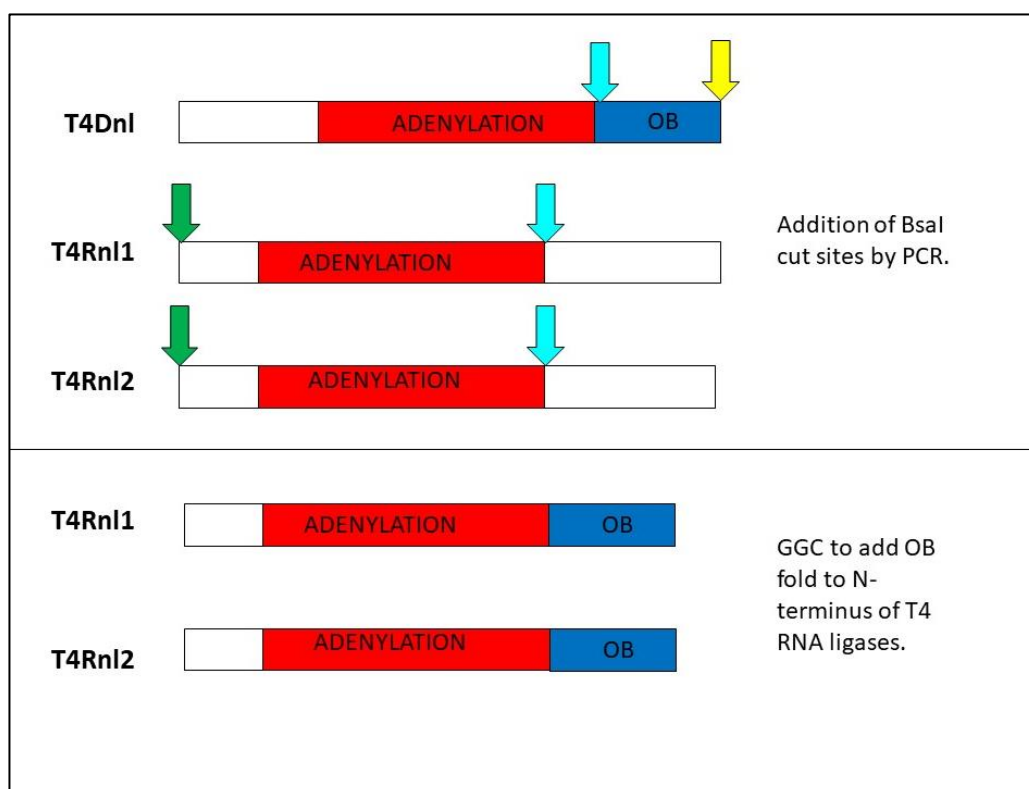 T4Dnl
ADENYLATION
OB
T4Rnl1
ADENYLATION
Addition of BsaI
cut sites by PCR.
T4Rnl2
ADENYLATION
T4Rnl1
ADENYLATION
OB
GGC to add OB
fold to N-
terminus of T4
RNA ligases.
T4Rnl2
ADENYLATION
OB